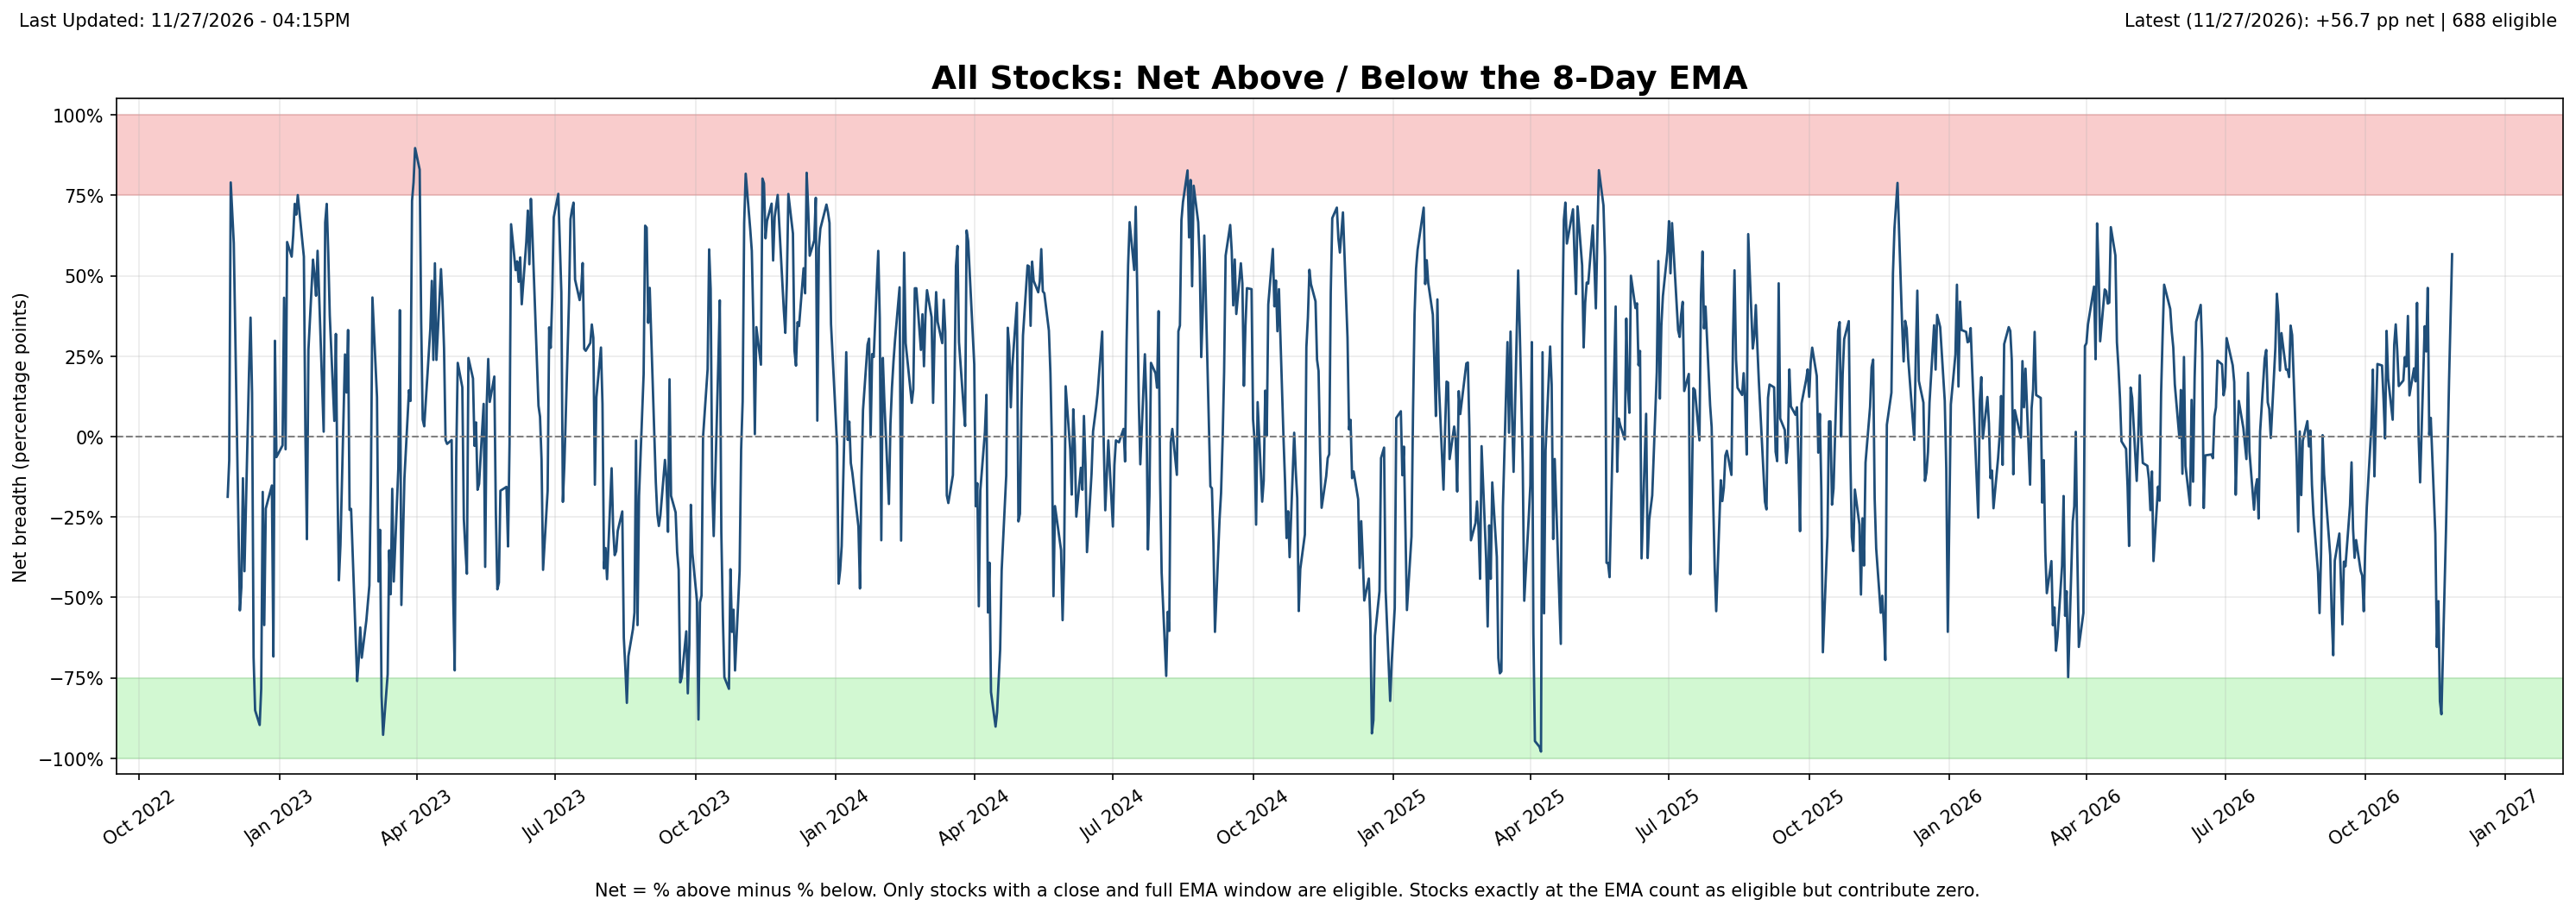 Last Updated: 11/27/2026 - 04:15PM
Latest (11/27/2026): +56.7 pp net | 688 eligible
All Stocks: Net Above / Below the 8-Day EMA
Net breadth (percentage points)
100%
75%
50%
25%
0%
−25%
−50%
−75%
−100%
Oct 2022
Jan 2023
Apr 2023
Jul 2023
Oct 2023
Jan 2024
Apr 2024
Jul 2024
Oct 2024
Jan 2025
Apr 2025
Jul 2025
Oct 2025
Jan 2026
Apr 2026
Jul 2026
Oct 2026
Jan 2027
Net = % above minus % below. Only stocks with a close and full EMA window are eligible. Stocks exactly at the EMA count as eligible but contribute zero.